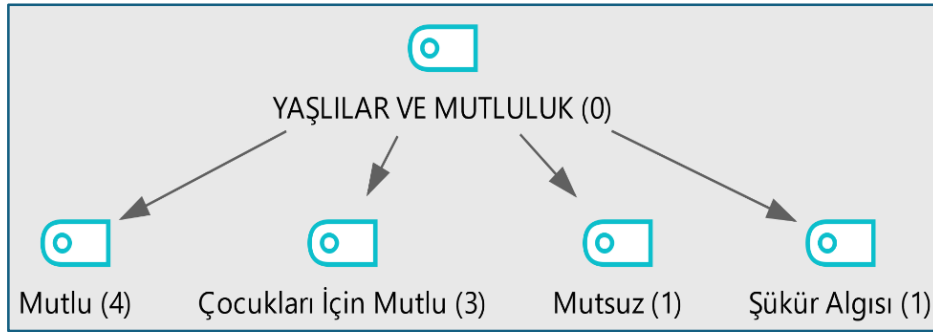 YAŞLILAR VE MUTLULUK (0)
Mutlu (4) Çocukları İçin Mutlu (3) Mutsuz (1) Şükür Algısı (1)